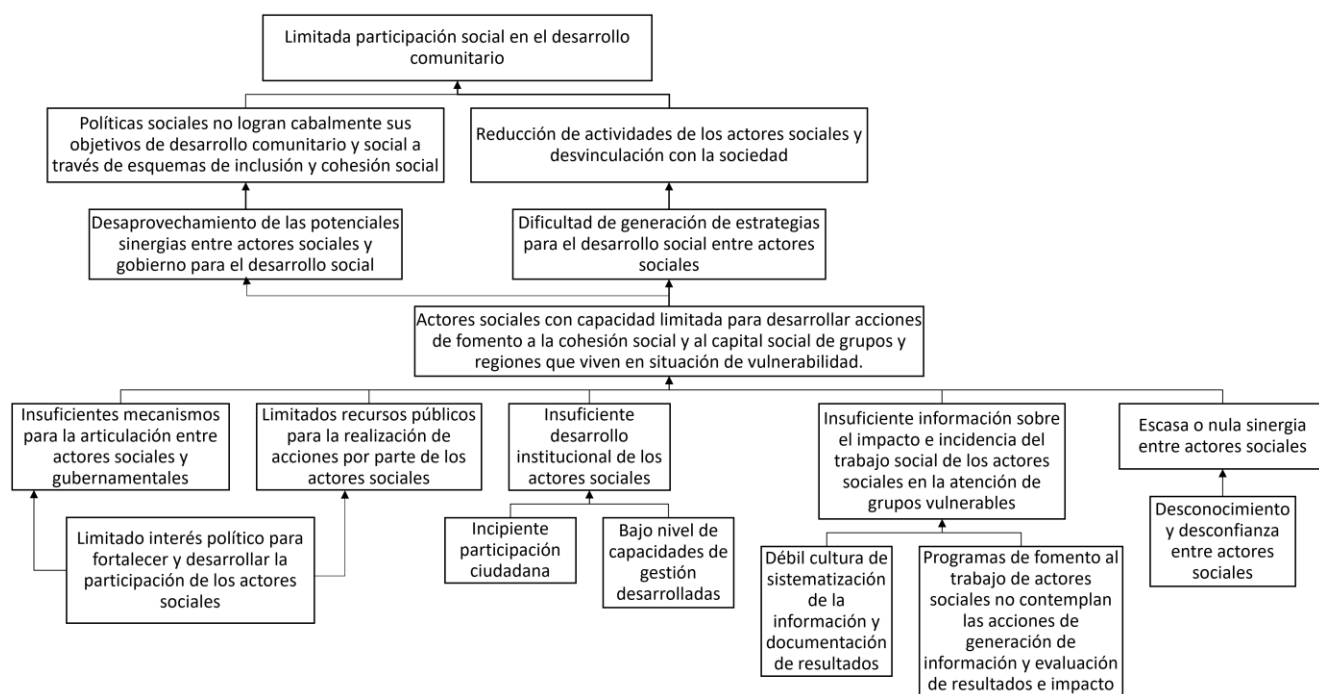 Limitada participación social en el desarrollo
comunitario
Políticas sociales no logran cabalmente sus
objetivos de desarrollo comunitario y social a
través de esquemas de inclusión y cohesión social
Reducción de actividades de los actores sociales y
desvinculación con la sociedad
Desaprovechamiento de las potenciales
sinergias entre actores sociales y
gobierno para el desarrollo social
Dificultad de generación de estrategias
para el desarrollo social entre actores
sociales
Actores sociales con capacidad limitada para desarrollar acciones
de fomento a la cohesión social y al capital social de grupos y
regiones que viven en situación de vulnerabilidad.
Insuficientes mecanismos
para la articulación entre
actores sociales y
gubernamentales
Limitados recursos públicos
para la realización de
acciones por parte de los
actores sociales
Insuficiente
desarrollo
institucional de los
actores sociales
Insuficiente información sobre
el impacto e incidencia del
trabajo social de los actores
sociales en la atención de
grupos vulnerables
Escasa o nula sinergia
entre actores sociales
Limitado interés político para
fortalecer y desarrollar la
participación de los actores
sociales
Incipiente
participación
ciudadana
Bajo nivel de
capacidades de
gestión
desarrolladas
Débil cultura de
sistematización
de la
información y
documentación
de resultados
Programas de fomento al
trabajo de actores
sociales no contemplan
las acciones de
generación de
información y evaluación
de resultados e impacto
Desconocimiento
y desconfianza
entre actores
sociales